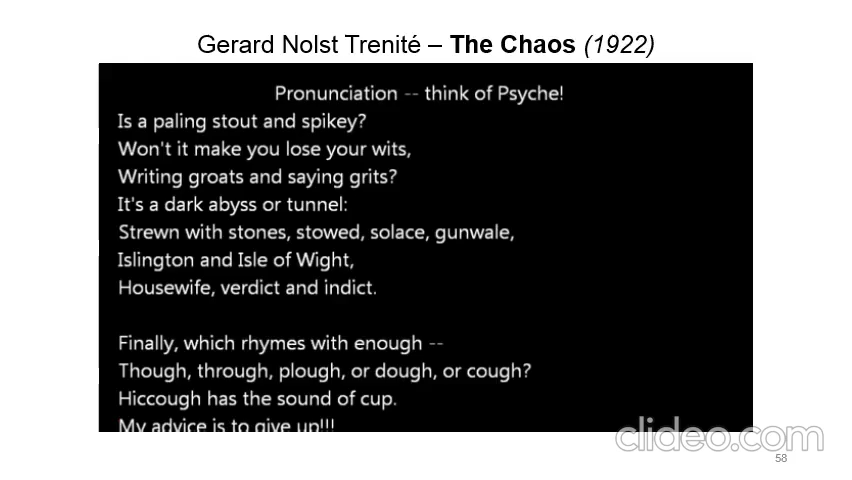 Gerard Nolst Trenité – The Chaos (1922)
Pronunciation -- think of Psyche!
Is a paling stout and spikey?
Won't it make you lose your wits,
Writing groats and saying grits?
It's a dark abyss or tunnel:
Strewn with stones, stowed, solace, gunwale,
Islington and Isle of Wight,
Housewife, verdict and indict.
Finally, which rhymes with enough --
Though, through, plough, or dough, or cough?
Hiccough has the sound of cup.
My advice is to give up!!!
clideo.com
58